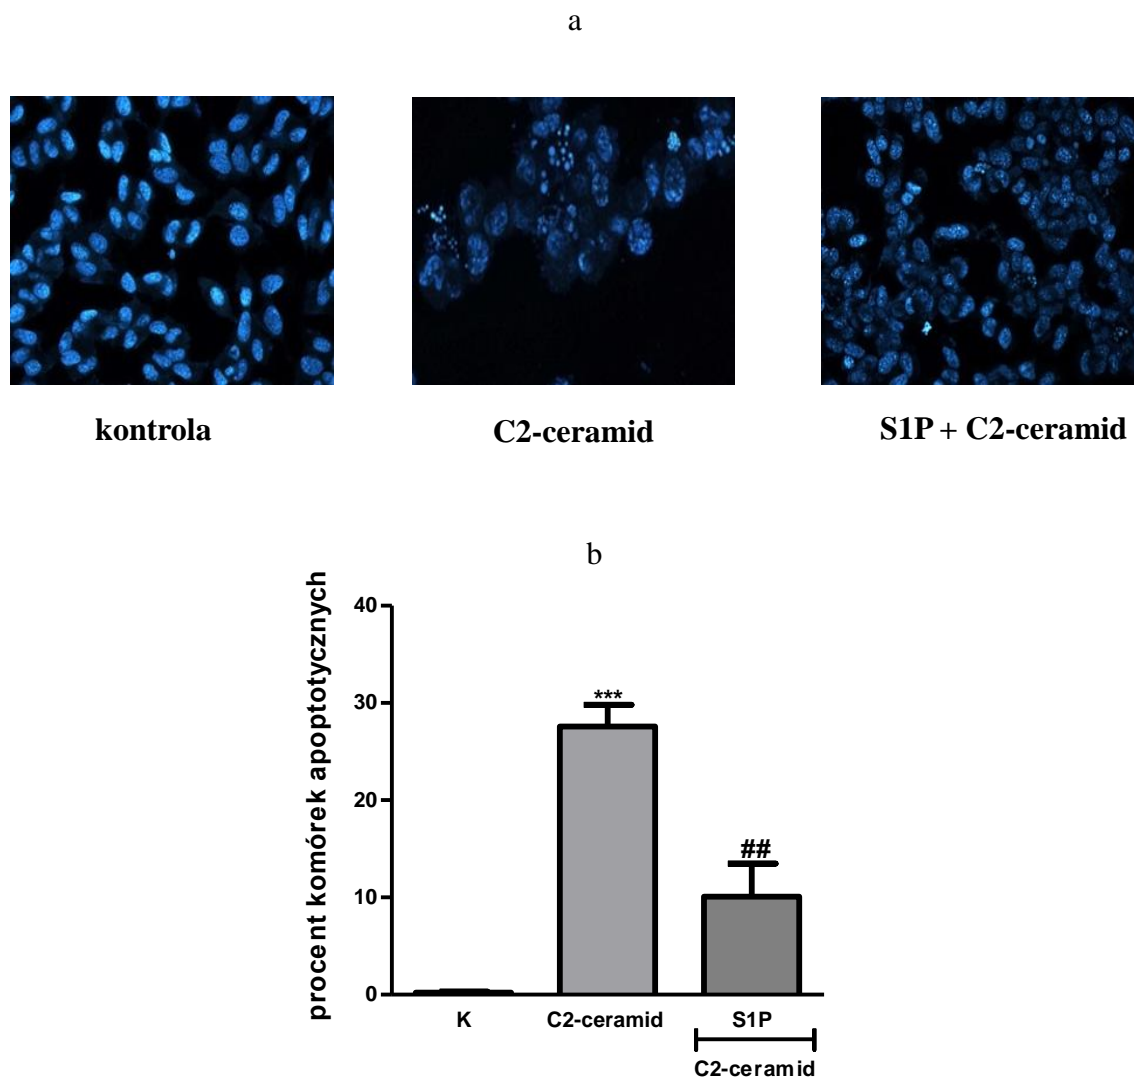 a
kontrola
C2-ceramid
S1P + C2-ceramid
b
procent komórek apoptotycznych
40
30
20
10
0
***
##
K
C2-ceramid
S1P
C2-ceramid